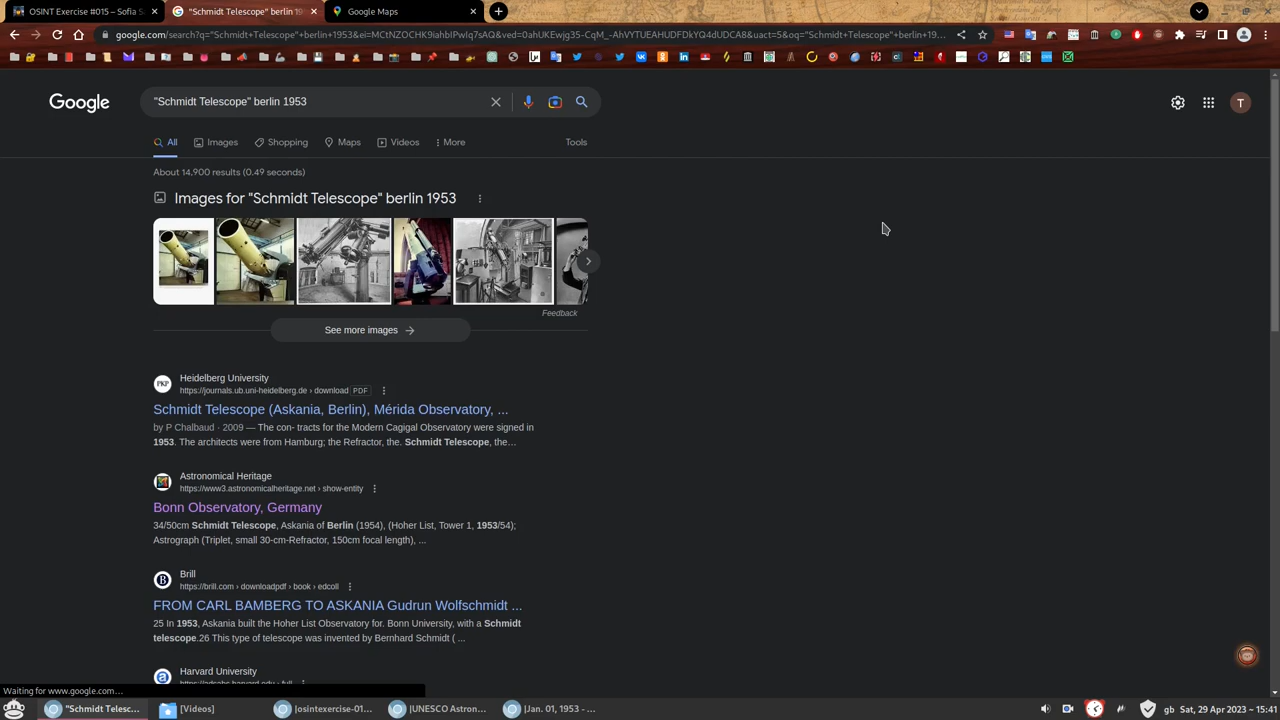 OSINT Exercise #015 – Sofia S
"Schmidt Telescope" berlin 19
Google Maps
google.com/search?q="Schmidt+Telescope"+berlin+1953&ei=MCtNZOCHK9iahbIPwIq7sAQ&ved=0ahUKEwjg35-CqM_-AhVYTUEAHUDFDkYQ4dUDCA8&uact=5&oq="Schmidt+Telescope"+berlin+19...
Google
"Schmidt Telescope" berlin 1953
T
All
Images
Shopping
Maps
Videos
More
Tools
About 14,900 results (0.49 seconds)
Images for "Schmidt Telescope" berlin 1953
Feedback
See more images
Heidelberg University
https://journals.ub.uni-heidelberg.de › download PDF
Schmidt Telescope (Askania, Berlin), Mérida Observatory, ...
by P Chalbaud · 2009 — The con- tracts for the Modern Cagigal Observatory were signed in
1953. The architects were from Hamburg; the Refractor, the. Schmidt Telescope, the...
Astronomical Heritage
https://www3.astronomicalheritage.net › show-entity
Bonn Observatory, Germany
34/50cm Schmidt Telescope, Askania of Berlin (1954), (Hoher List, Tower 1, 1953/54);
Astrograph (Triplet, small 30-cm-Refractor, 150cm focal length), ...
Brill
https://brill.com › downloadpdf › book › edcoll
FROM CARL BAMBERG TO ASKANIA Gudrun Wolfschmidt ...
25 In 1953, Askania built the Hoher List Observatory for. Bonn University, with a Schmidt
telescope.26 This type of telescope was invented by Bernhard Schmidt ( ...
Harvard University
Waiting for www.google.com...
"Schmidt Telesc...
[Videos]
[osintexercise-01...
[UNESCO Astron...
[Jan. 01, 1953 - ...
gb Sat, 29 Apr 2023 – 15:41